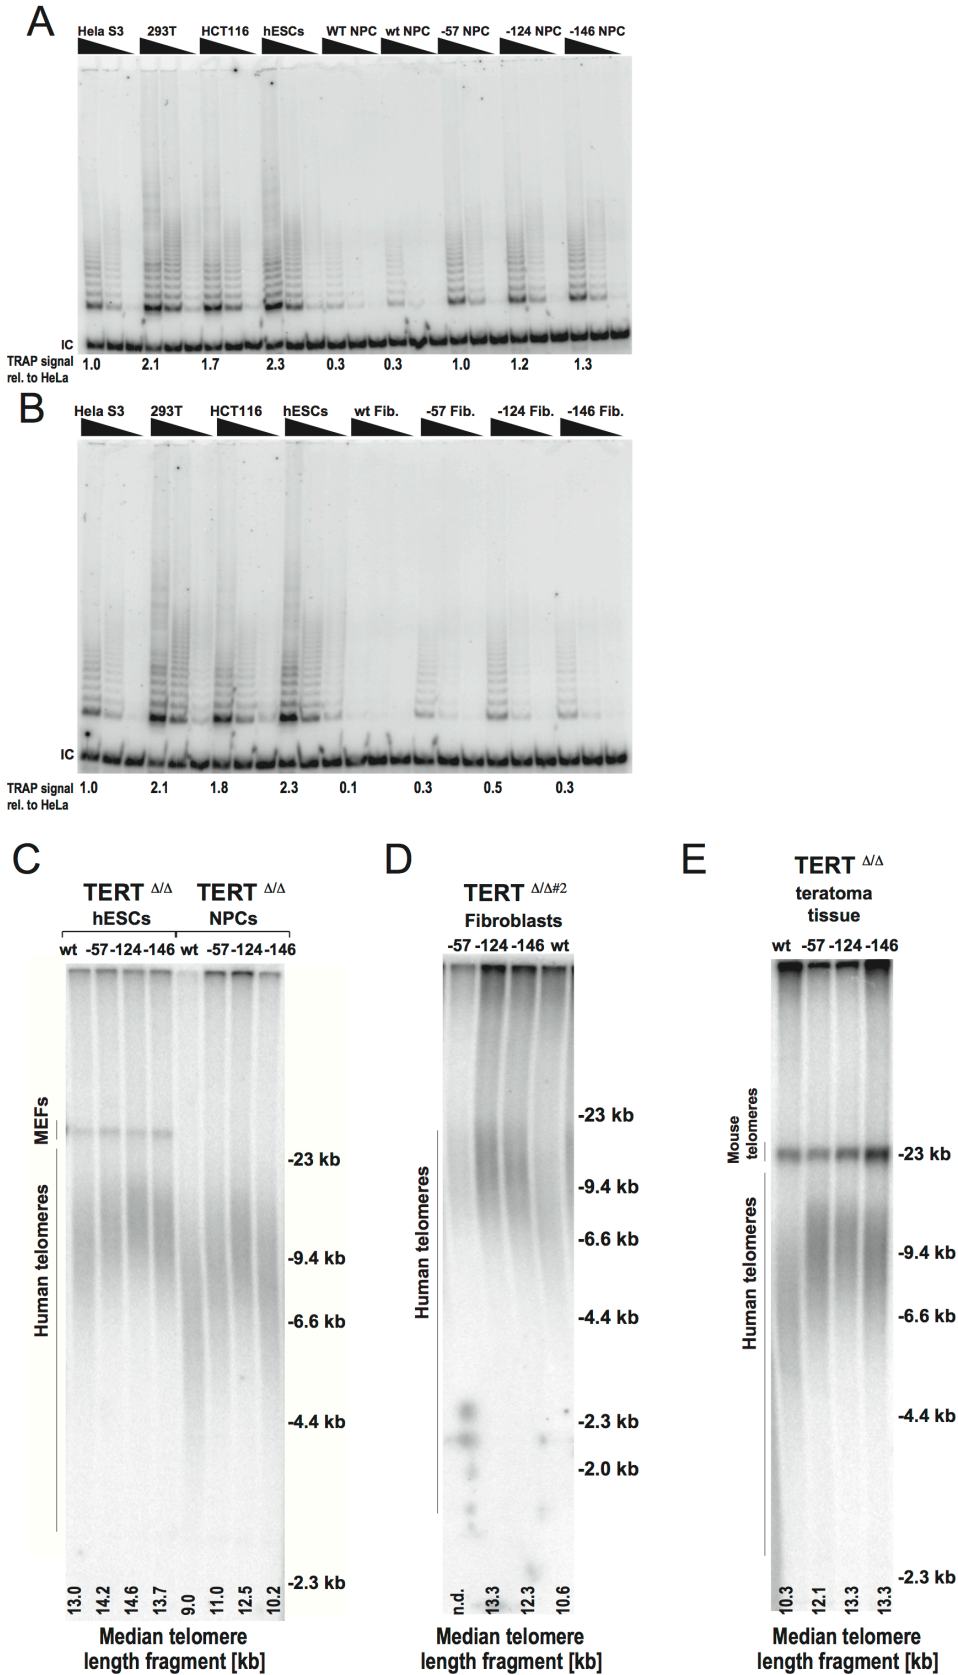 A
Hela S3 293T HCT116 hESCs WT NPC wt NPC -57 NPC -124 NPC -146 NPC
IC
TRAP signal rel. to HeLa
1.0 2.1 1.7 2.3 0.3 0.3 1.0 1.2 1.3
B
Hela S3 293T HCT116 hESCs wt Fib. -57 Fib. -124 Fib. -146 Fib.
IC
TRAP signal rel. to HeLa
1.0 2.1 1.8 2.3 0.1 0.3 0.5 0.3
C
TERT Δ/Δ TERT Δ/Δ
hESCs NPCs
wt -57 -124 -146 wt -57 -124 -146
MEFs
Human telomeres
-23 kb
-9.4 kb
-6.6 kb
-4.4 kb
-2.3 kb
13.0 14.2 14.6 13.7 9.0 11.0 12.5 10.2
Median telomere
length fragment [kb]
D
TERT Δ/Δ#2
Fibroblasts
-57 -124 -146 wt
Human telomeres
-23 kb
-9.4 kb
-6.6 kb
-4.4 kb
-2.3 kb
-2.0 kb
n.d. 13.3 12.3 10.6
Median telomere
length fragment [kb]
E
TERT Δ/Δ
teratoma
tissue
wt -57 -124 -146
Mouse
telomeres
Human telomeres
-23 kb
-9.4 kb
-6.6 kb
-4.4 kb
-2.3 kb
10.3 12.1 13.3 13.3
Median telomere
length fragment [kb]